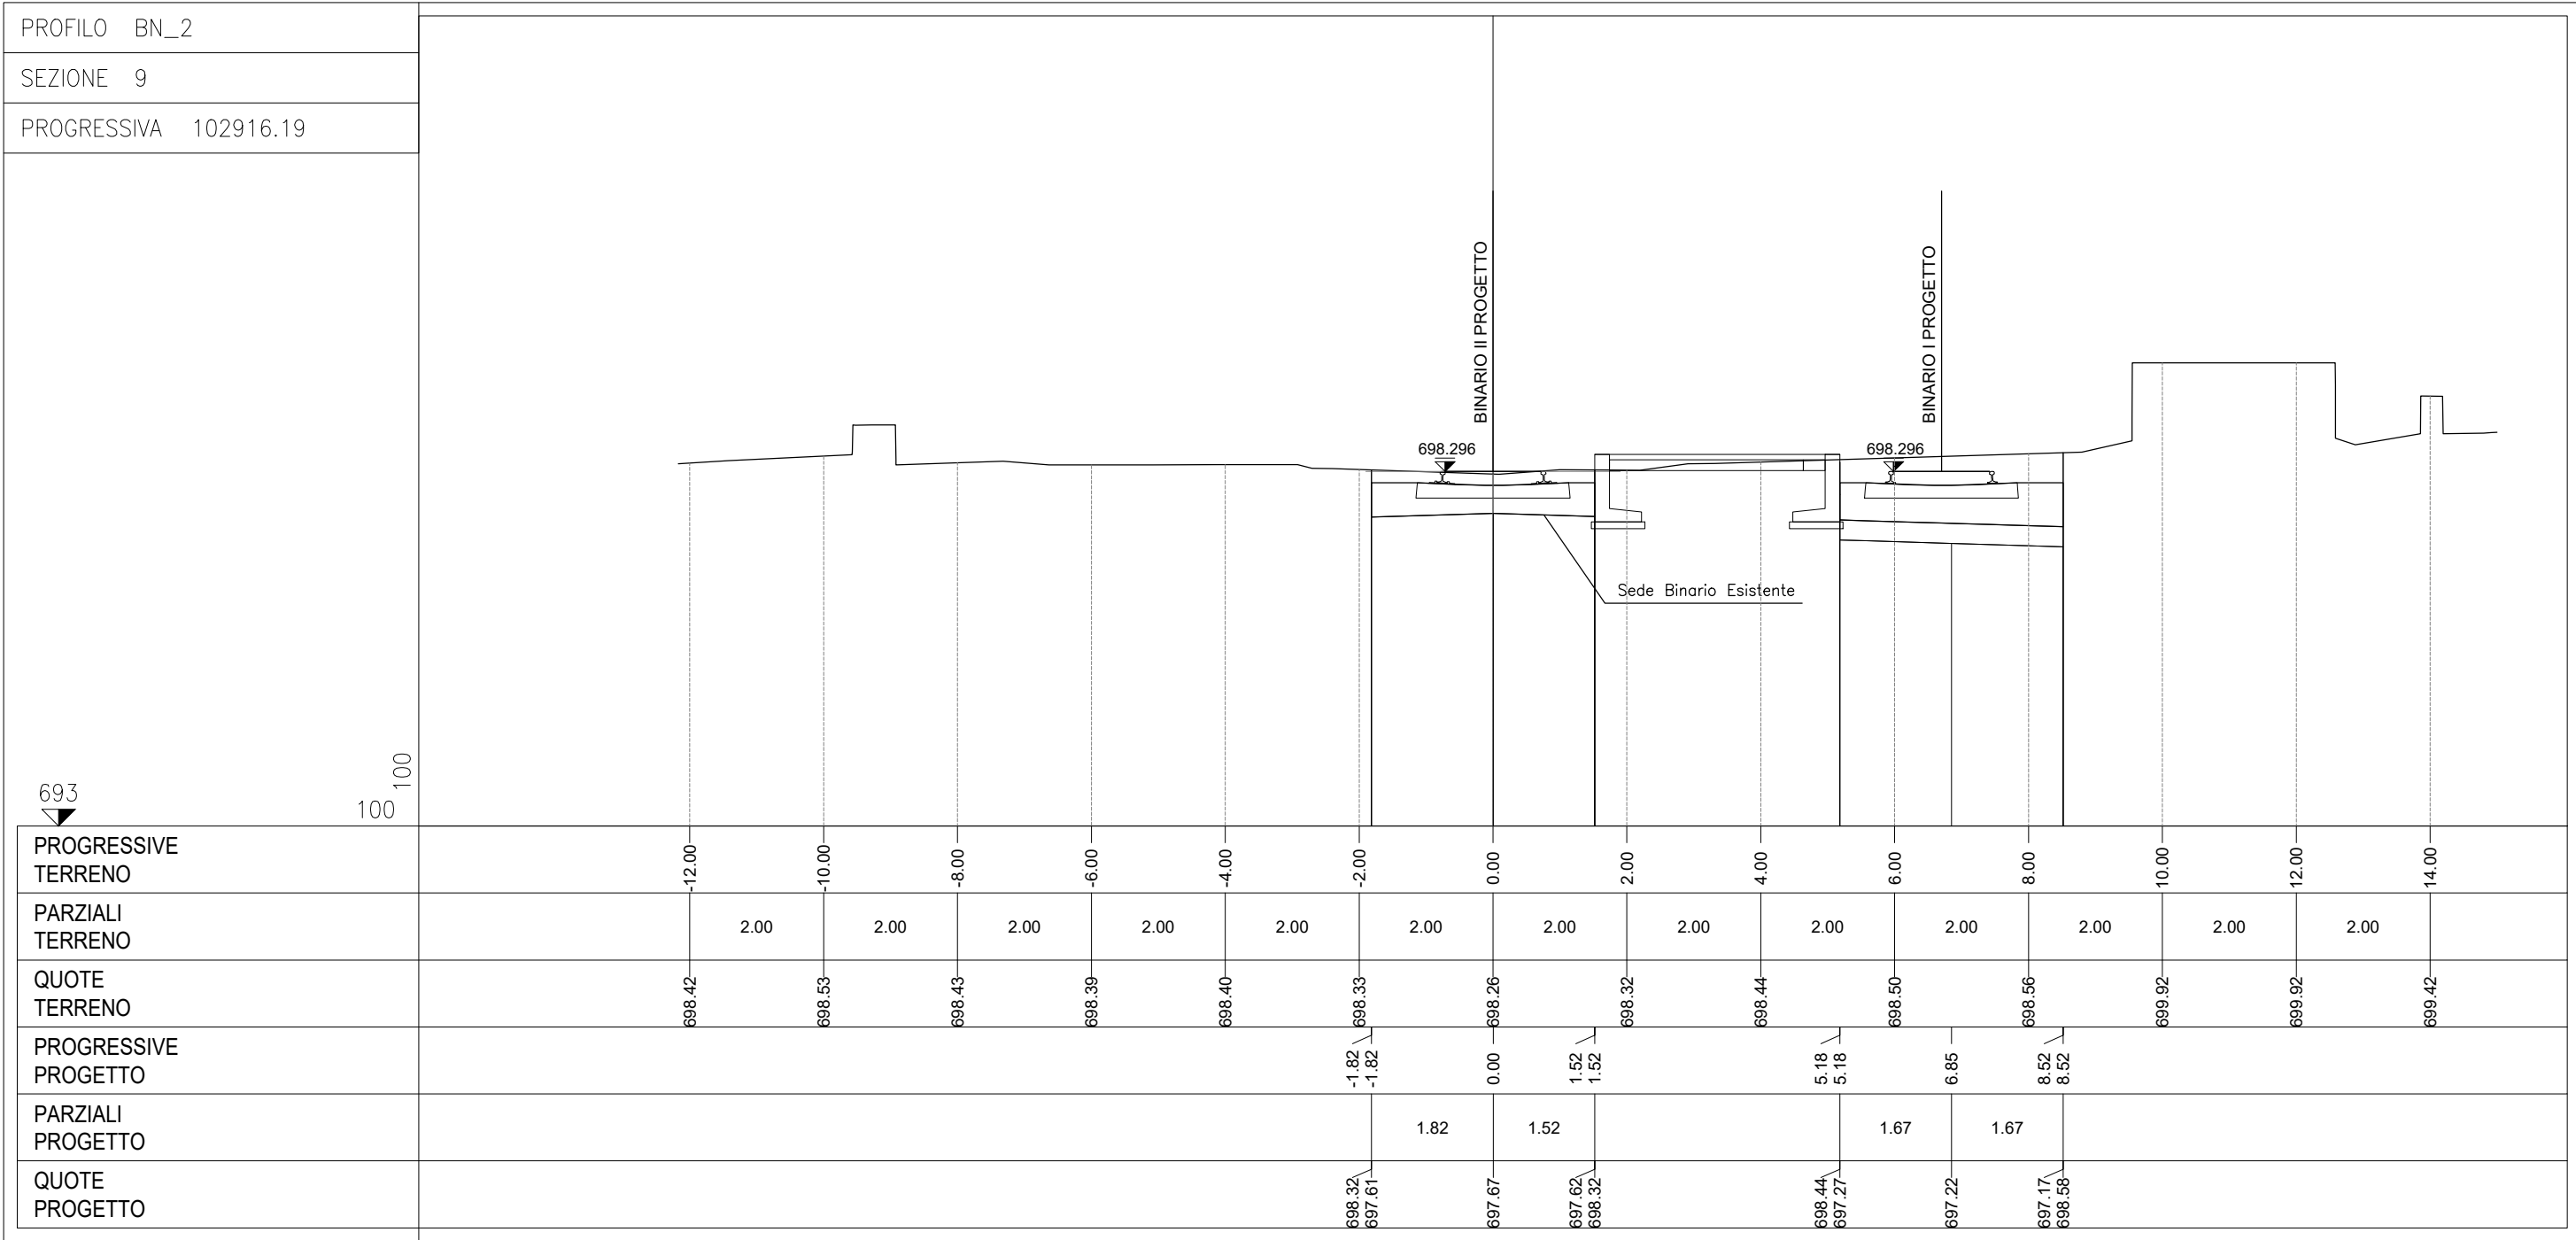 PROFILO BN_2
SEZIONE 9
PROGRESSIVA 102916.19
BINARIO II PROGETTO
BINARIO I PROGETTO
698.296
698.296
Sede Binario Esistente
693
100
100
PROGRESSIVE
TERRENO
-12.00 -10.00 -8.00 -6.00 -4.00 -2.00 0.00 2.00 4.00 6.00 8.00 10.00 12.00 14.00
PARZIALI
TERRENO
2.00 2.00 2.00 2.00 2.00 2.00 2.00 2.00 2.00 2.00 2.00 2.00 2.00
QUOTE
TERRENO
698.42 698.53 698.43 698.39 698.40 698.33 698.26 698.32 698.44 698.50 698.56 699.92 699.92 699.42
PROGRESSIVE
PROGETTO
-1.82 -1.82 0.00 1.52 1.52 5.18 5.18 6.85 8.52 8.52
PARZIALI
PROGETTO
1.82 1.52 1.67 1.67
QUOTE
PROGETTO
698.32 697.61 697.67 697.62 698.32 698.44 697.27 697.22 697.17 698.58